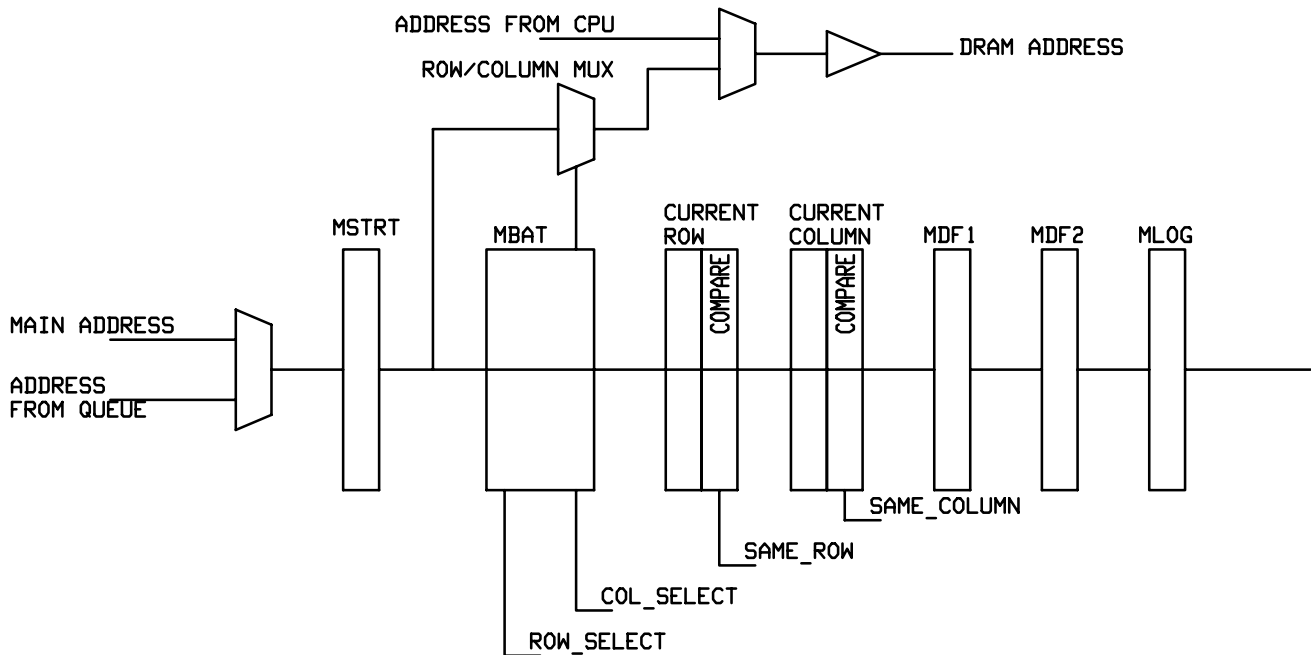 ADDRESS FROM CPU
DRAM ADDRESS
ROW/COLUMN MUX
MSTRT
MBAT
CURRENT
ROW
CURRENT
COLUMN
MDF1
MDF2
MLOG
COMPARE
COMPARE
MAIN ADDRESS
ADDRESS
FROM QUEUE
SAME_COLUMN
SAME_ROW
COL_SELECT
ROW_SELECT